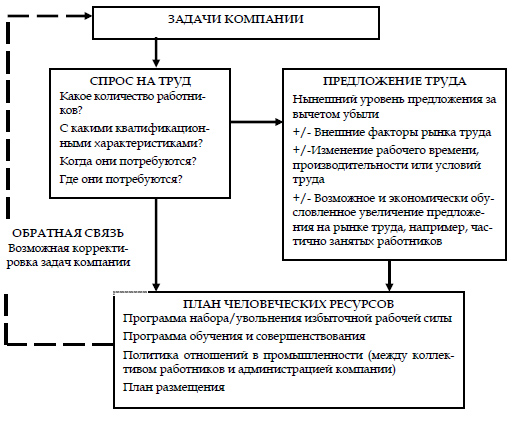 ЗАДАЧИ КОМПАНИИ
СПРОС НА ТРУД
Какое количество работни-
ков?
С какими квалификацион-
ными характеристиками?
Когда они потребуются?
Где они потребуются?
ПРЕДЛОЖЕНИЕ ТРУДА
Нынешний уровень предложения за
вычетом убыли
+/- Внешние факторы рынка труда
+/-Изменение рабочего времени,
производительности или условий
труда
+/- Возможное и экономически обу-
словленное увеличение предложе-
ния на рынке труда, например, час-
тично занятых работников
ОБРАТНАЯ СВЯЗЬ
Возможная корректи-
ровка задач компании
ПЛАН ЧЕЛОВЕЧЕСКИХ РЕСУРСОВ
Программа набора/увольнения избыточной рабочей силы
Программа обучения и совершенствования
Политика отношений в промышленности (между коллек-
тивом работников и администрацией компании)
План размещения